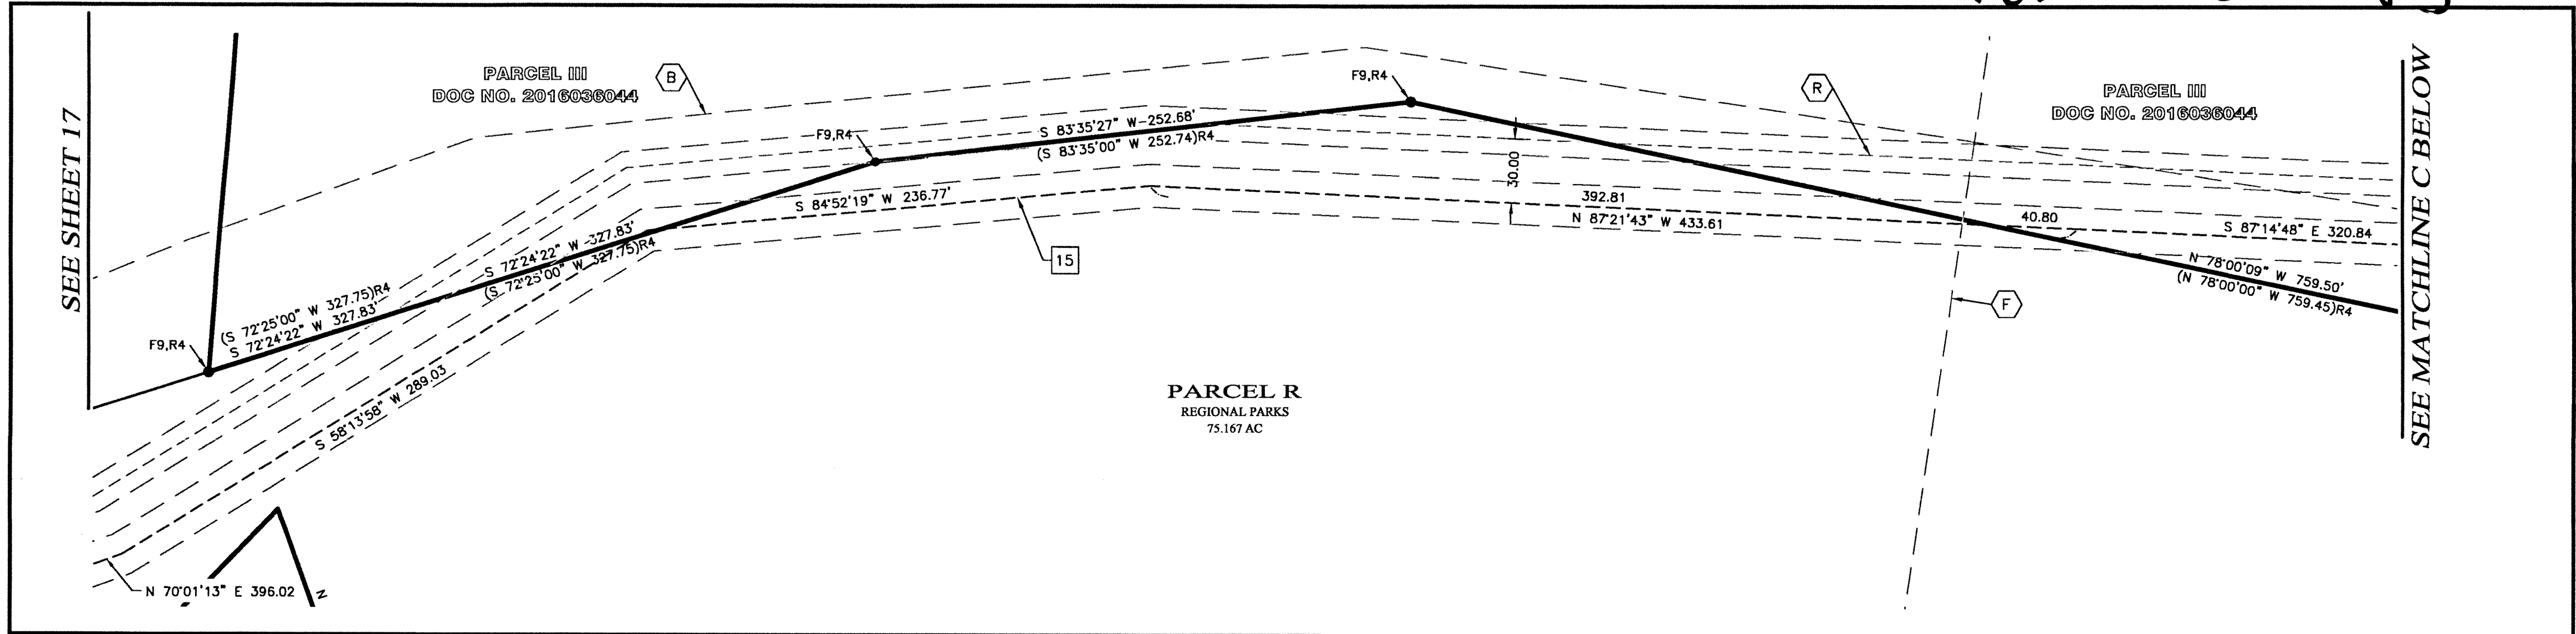 SEE SHEET 17
PARCEL III
DOC NO. 2016036044
B
F9,R4
F9,R4
S 83°35'27" W 252.68'
(S 83°35'00" W 252.74)R4
R
PARCEL III
DOC NO. 2016036044
SEE MATCHLINE C BELOW
30.00
S 84°52'19" W 236.77'
392.81
N 87°21'43" W 433.61
40.80
S 87°14'48" E 320.84
15
S 72°24'22" W 327.83'
(S 72°25'00" W 327.75)R4
N 78°00'09" W 759.50'
(N 78°00'00" W 759.45)R4
F
(S 72°25'00" W 327.75)R4
S 72°24'22" W 327.83'
F9,R4
S 58°13'58" W 289.03
PARCEL R
REGIONAL PARKS
75.167 AC
N 70°01'13" E 396.02
N